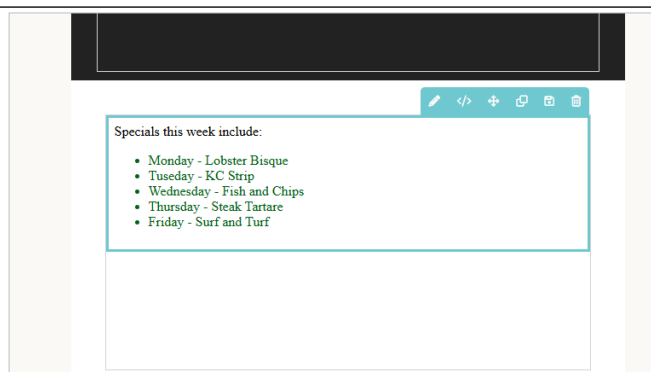 Specials this week include:
Monday - Lobster Bisque
Tuseday - KC Strip
Wednesday - Fish and Chips
Thursday - Steak Tartare
Friday - Surf and Turf